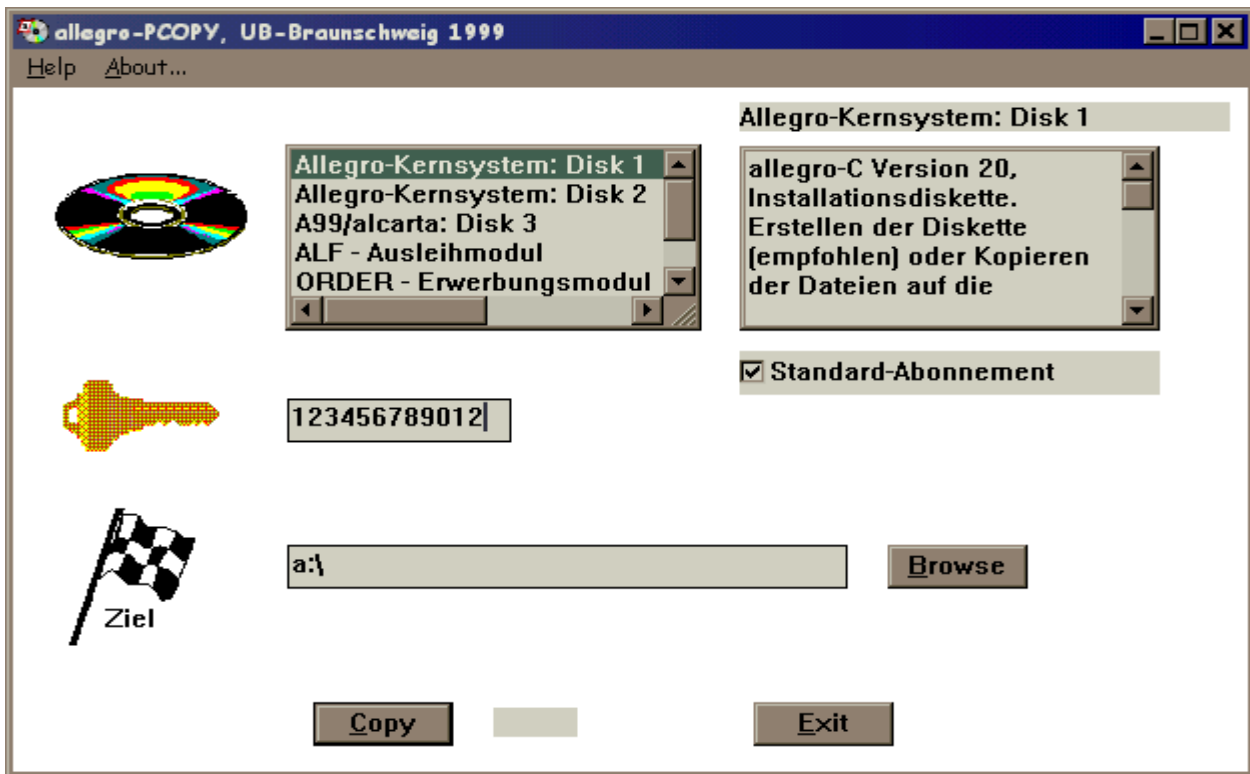 allegro-PCOPY, UB-Braunschweig 1999
Help About...
Allegro-Kernsystem: Disk 1
Allegro-Kernsystem: Disk 2
A99/alcarta: Disk 3
ALF - Ausleihmodul
ORDER - Erwerbungsmodul
Allegro-Kernsystem: Disk 1
allegro-C Version 20,
Installationsdiskette.
Erstellen der Diskette
(empfohlen) oder Kopieren
der Dateien auf die
Standard-Abonnement
123456789012
a:\
Browse
Ziel
Copy
Exit